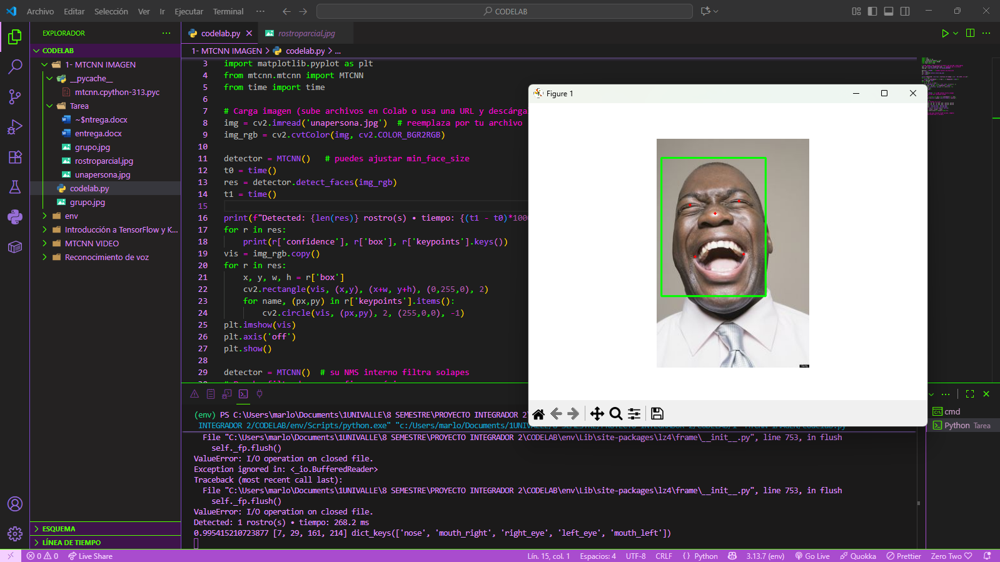 Archivo Editar Selección Ver Ir Ejecutar Terminal ··· CODELAB
EXPLORADOR
CODELAB
1- MTCNN IMAGEN
__pycache__
mtcnn.cpython-313.pyc
Tarea
~$ntrega.docx
entrega.docx
grupo.jpg
rostroparcial.jpg
unapersona.jpg
codelab.py
grupo.jpg
env
Introducción a TensorFlow y K...
MTCNN VIDEO
Reconocimiento de voz
ESQUEMA
LÍNEA DE TIEMPO
codelab.py rostroparcial.jpg
1- MTCNN IMAGEN > codelab.py > ...
3 import matplotlib.pyplot as plt
4 from mtcnn.mtcnn import MTCNN
5 from time import time
6
7 # Carga imagen (sube archivos en Colab o usa una URL y descárga
8 img = cv2.imread('unapersona.jpg')  # reemplaza por tu archivo
9 img_rgb = cv2.cvtColor(img, cv2.COLOR_BGR2RGB)
10
11 detector = MTCNN()   # puedes ajustar min_face_size
12 t0 = time()
13 res = detector.detect_faces(img_rgb)
14 t1 = time()
15
16 print(f"Detected: {len(res)} rostro(s) • tiempo: {(t1 - t0)*100
17 for r in res:
18     print(r['confidence'], r['box'], r['keypoints'].keys())
19 vis = img_rgb.copy()
20 for r in res:
21     x, y, w, h = r['box']
22     cv2.rectangle(vis, (x,y), (x+w, y+h), (0,255,0), 2)
23     for name, (px,py) in r['keypoints'].items():
24         cv2.circle(vis, (px,py), 2, (255,0,0), -1)
25 plt.imshow(vis)
26 plt.axis('off')
27 plt.show()
28
29 detector = MTCNN()  # su NMS interno filtra solapes
Figure 1
(env) PS C:\Users\marlo\Documents\1UNIVALLE\8 SEMESTRE\PROYECTO INTEGRADOR 2\
INTEGRADOR 2/CODELAB/env/Scripts/python.exe" "c:/Users/marlo/Documents/1UNIVALLE/8 SEMESTRE/PROYECTO INTEGRADOR 2/CODELAB/1- MTCNN IMAGEN/codelab.py"
File "C:\Users\marlo\Documents\1UNIVALLE\8 SEMESTRE\PROYECTO INTEGRADOR 2\CODELAB\env\Lib\site-packages\lz4\frame\__init__.py", line 753, in flush
self._fp.flush()
ValueError: I/O operation on closed file.
Exception ignored in: <_io.BufferedReader>
Traceback (most recent call last):
File "C:\Users\marlo\Documents\1UNIVALLE\8 SEMESTRE\PROYECTO INTEGRADOR 2\CODELAB\env\Lib\site-packages\lz4\frame\__init__.py", line 753, in flush
self._fp.flush()
ValueError: I/O operation on closed file.
Detected: 1 rostro(s) • tiempo: 268.2 ms
0.995415210723877 [7, 29, 161, 214] dict_keys(['nose', 'mouth_right', 'right_eye', 'left_eye', 'mouth_left'])
cmd
Python Tarea
0 0 Live Share Lín. 15, col. 1 Espacios: 4 UTF-8 CRLF {} Python 3.13.7 (env) Go Live Quokka Prettier Zero Two